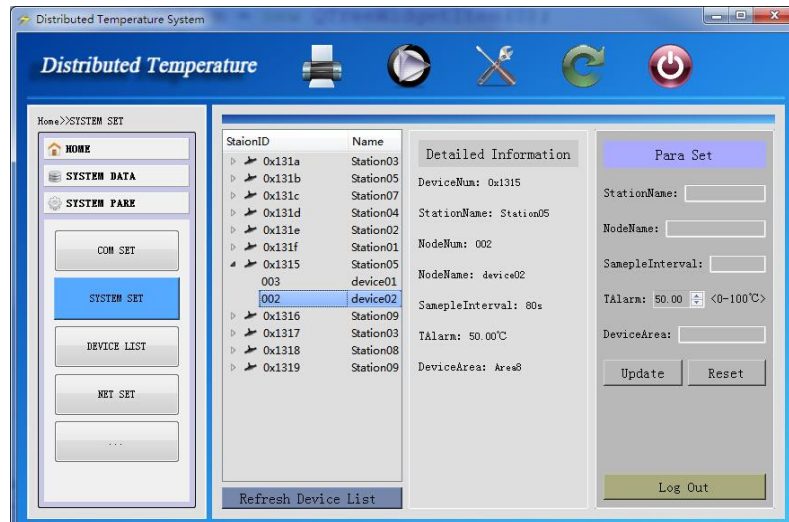 Distributed Temperature System
Distributed Temperature
Home>>SYSTEM SET
HOME
SYSTEM DATA
SYSTEM PARE
COM SET
SYSTEM SET
DEVICE LIST
NET SET
...
StaionID Name
0x131a Station03
0x131b Station05
0x131c Station07
0x131d Station04
0x131e Station02
0x131f Station01
0x1315 Station05
003 device01
002 device02
0x1316 Station09
0x1317 Station03
0x1318 Station08
0x1319 Station09
Refresh Device List
Detailed Information
DeviceNum: 0x1315
StationName: Station05
NodeNum: 002
NodeName: device02
SamepleInterval: 80s
TAlarm: 50.00℃
DeviceArea: Area8
Para Set
StationName:
NodeName:
SamepleInterval:
TAlarm: 50.00 <0-100℃>
DeviceArea:
Update Reset
Log Out